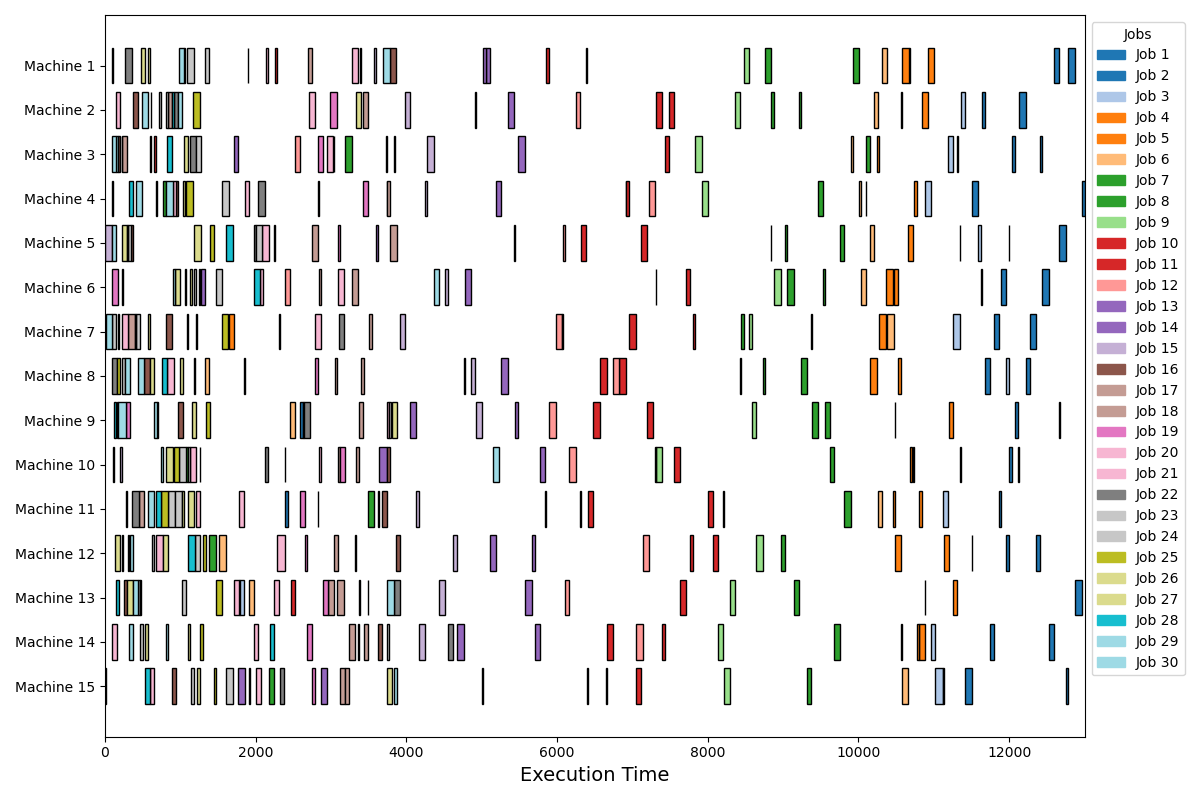 Machine 1
Machine 2
Machine 3
Machine 4
Machine 5
Machine 6
Machine 7
Machine 8
Machine 9
Machine 10
Machine 11
Machine 12
Machine 13
Machine 14
Machine 15
0 2000 4000 6000 8000 10000 12000
Execution Time
Jobs
Job 1
Job 2
Job 3
Job 4
Job 5
Job 6
Job 7
Job 8
Job 9
Job 10
Job 11
Job 12
Job 13
Job 14
Job 15
Job 16
Job 17
Job 18
Job 19
Job 20
Job 21
Job 22
Job 23
Job 24
Job 25
Job 26
Job 27
Job 28
Job 29
Job 30